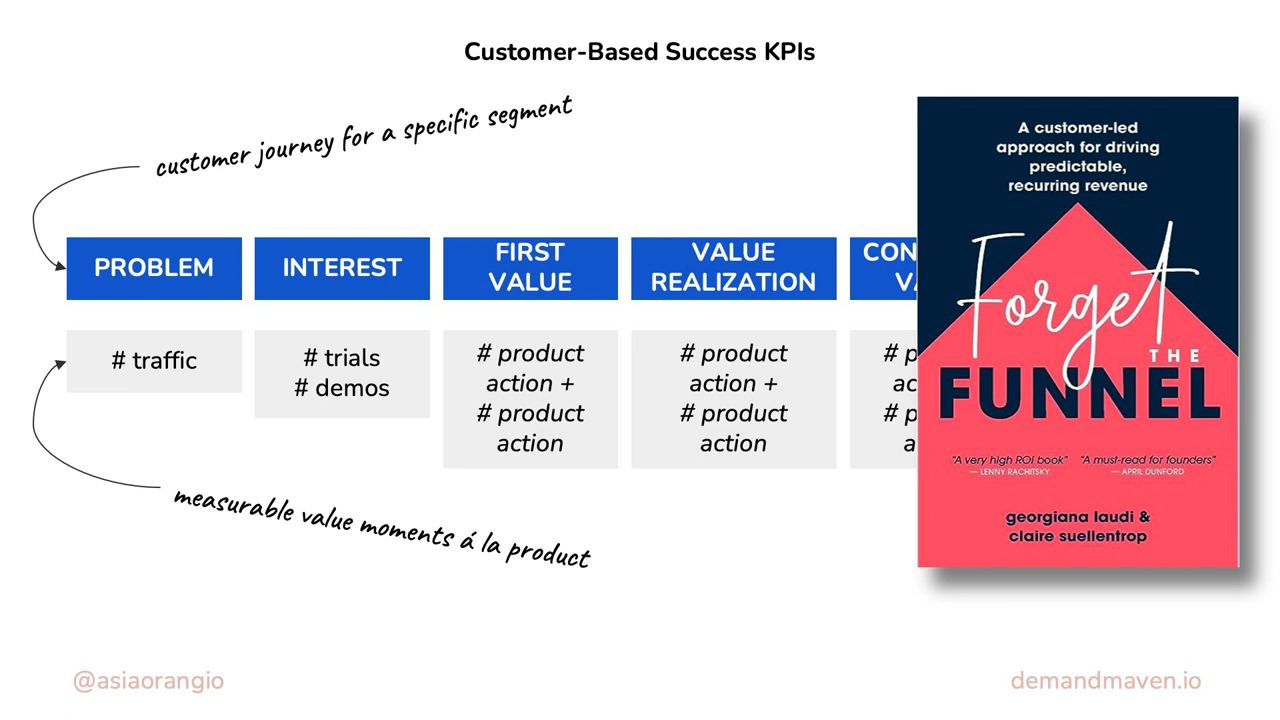 Customer-Based Success KPIs
customer journey for a specific segment
PROBLEM
INTEREST
FIRST
VALUE
VALUE
REALIZATION
# traffic
# trials
# demos
# product
action +
# product
action
# product
action +
# product
action
measurable value moments á la product
A customer-led
approach for driving
predictable,
recurring revenue
Forget
THE
FUNNEL
"A very high ROI book"
— LENNY RACHITSKY
"A must-read for founders"
— APRIL DUNFORD
georgiana laudi &
claire suellentrop
@asiaorangio
demandmaven.io